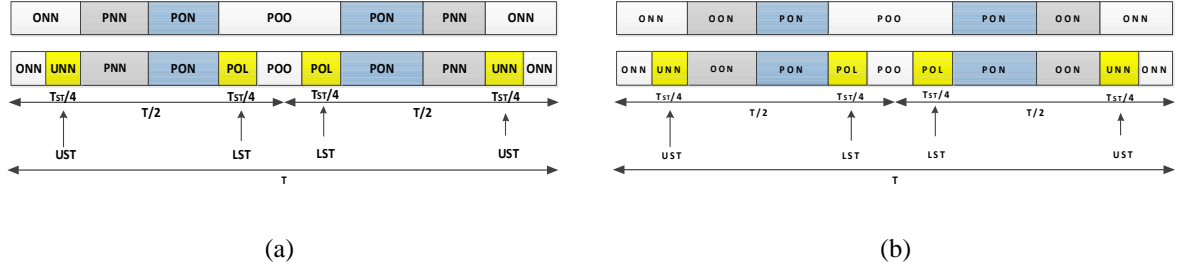 ONN PNN PON POO PON PNN ONN
ONN UNN PNN PON POL POO POL PON PNN UNN ONN
TST/4 TST/4 TST/4 TST/4
T/2 T/2
UST LST LST UST
T
(a)
ONN OON PON POO PON OON ONN
ONN UNN OON PON POL POO POL PON OON UNN ONN
TST/4 TST/4 TST/4 TST/4
T/2 T/2
UST LST LST UST
T
(b)